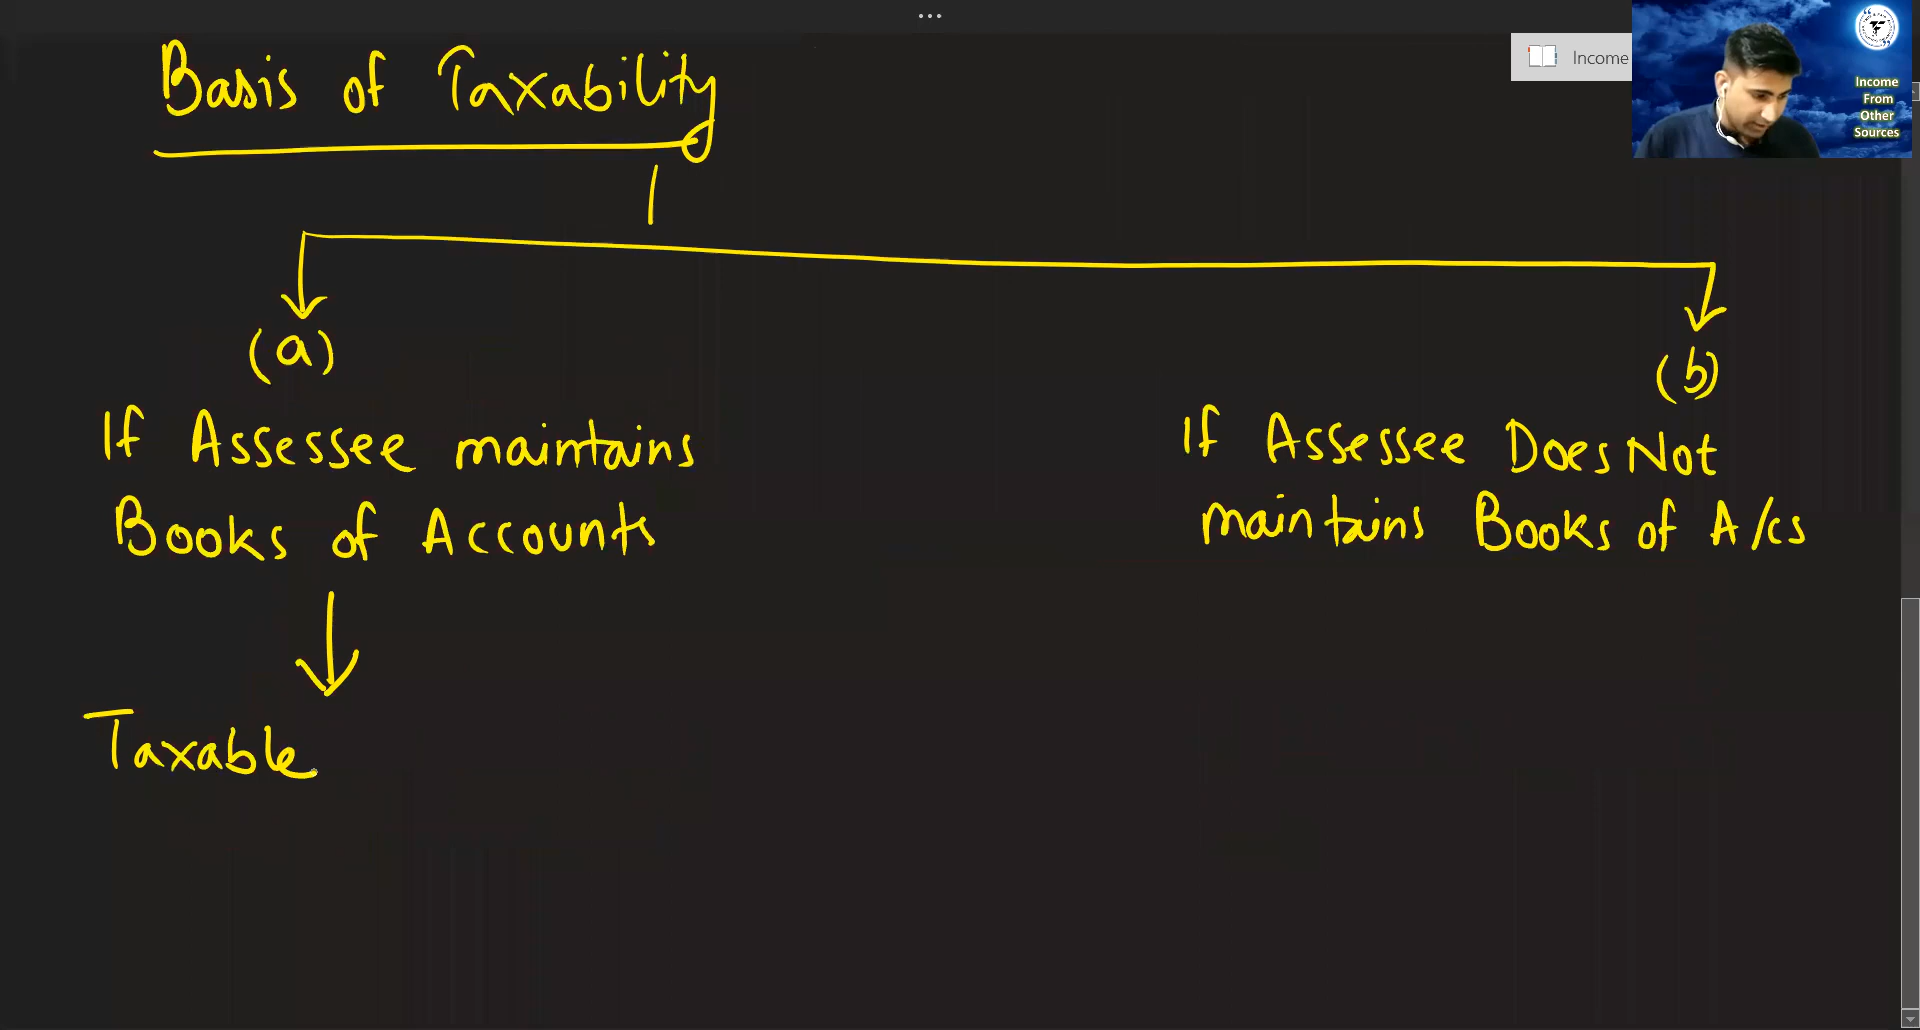 Basis of Taxability
Income
Income
From
Other
Sources
(a)
(b)
If Assessee maintains
Books of Accounts
If Assessee Does Not
maintains Books of A/cs
Taxable